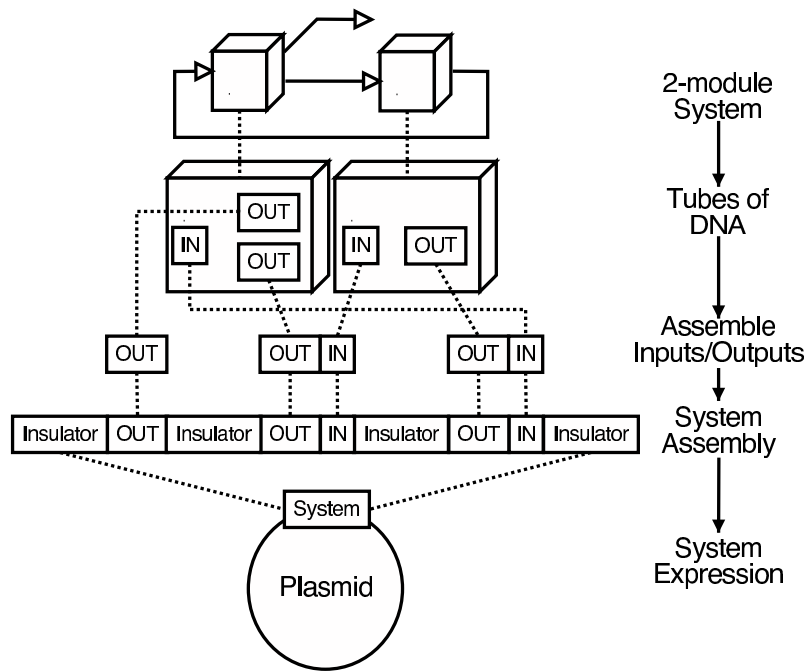 2-module
System
Tubes of
DNA
OUT
IN
OUT
IN
OUT
Assemble
Inputs/Outputs
OUT
OUT IN
OUT IN
System
Assembly
Insulator OUT Insulator OUT IN Insulator OUT IN Insulator
System
Plasmid
System
Expression